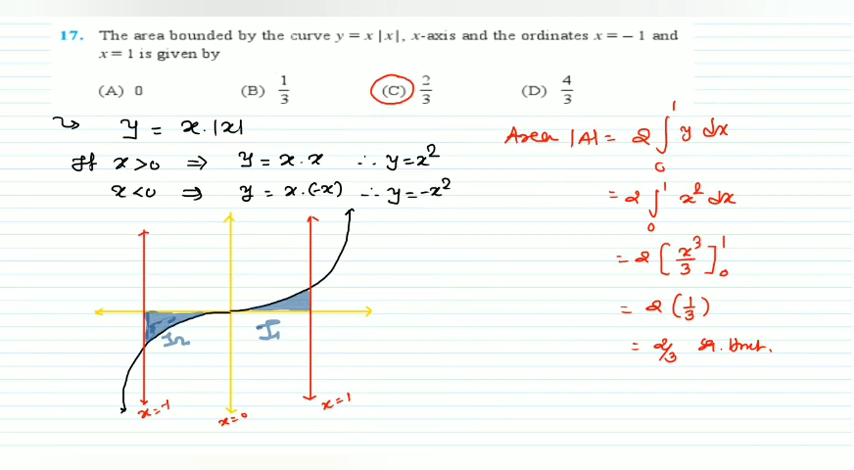 17. The area bounded by the curve y = x |x|, x-axis and the ordinates x = – 1 and
x = 1 is given by
(A) 0 (B) 1/3 (C) 2/3 (D) 4/3
y = x.|x|
If x>0 ⇒ y = x.x ∴ y=x²
x<0 ⇒ y = x.(-x) ∴ y=-x²
Area |A| = 2 ∫₀¹ y dx
= 2 ∫₀¹ x² dx
= 2 [x³/3]₀¹
= 2 (1/3)
= 2/3 sq. Unit.
I₂ I₁
x=-1 x=0 x=1